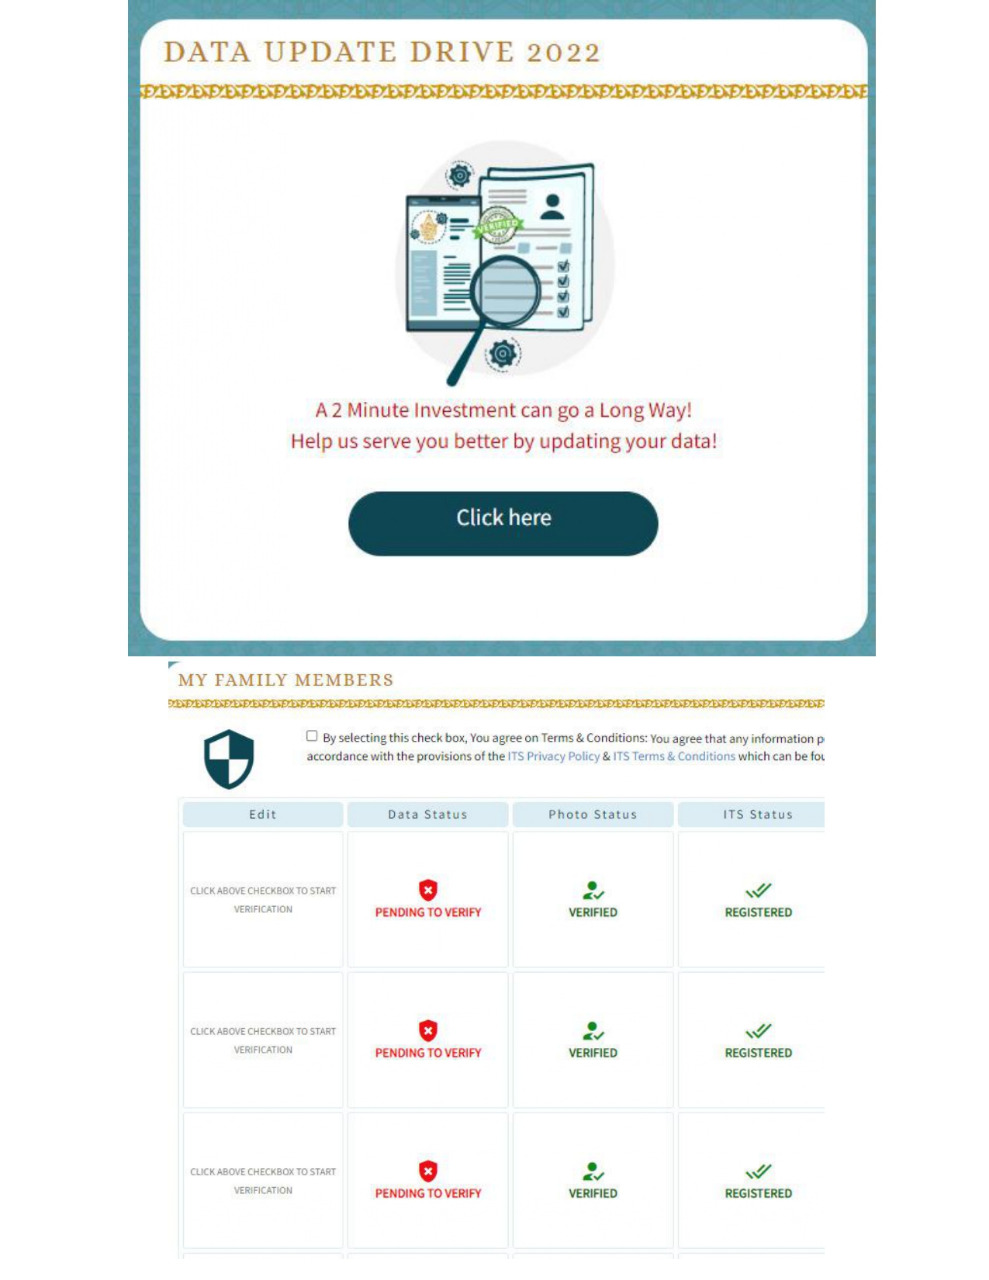 DATA UPDATE DRIVE 2022
VERIFIED
A 2 Minute Investment can go a Long Way!
Help us serve you better by updating your data!
Click here
MY FAMILY MEMBERS
By selecting this check box, You agree on Terms & Conditions: You agree that any information p
accordance with the provisions of the ITS Privacy Policy & ITS Terms & Conditions which can be fou
Edit Data Status Photo Status ITS Status
CLICK ABOVE CHECKBOX TO START
VERIFICATION
PENDING TO VERIFY VERIFIED REGISTERED
CLICK ABOVE CHECKBOX TO START
VERIFICATION
PENDING TO VERIFY VERIFIED REGISTERED
CLICK ABOVE CHECKBOX TO START
VERIFICATION
PENDING TO VERIFY VERIFIED REGISTERED